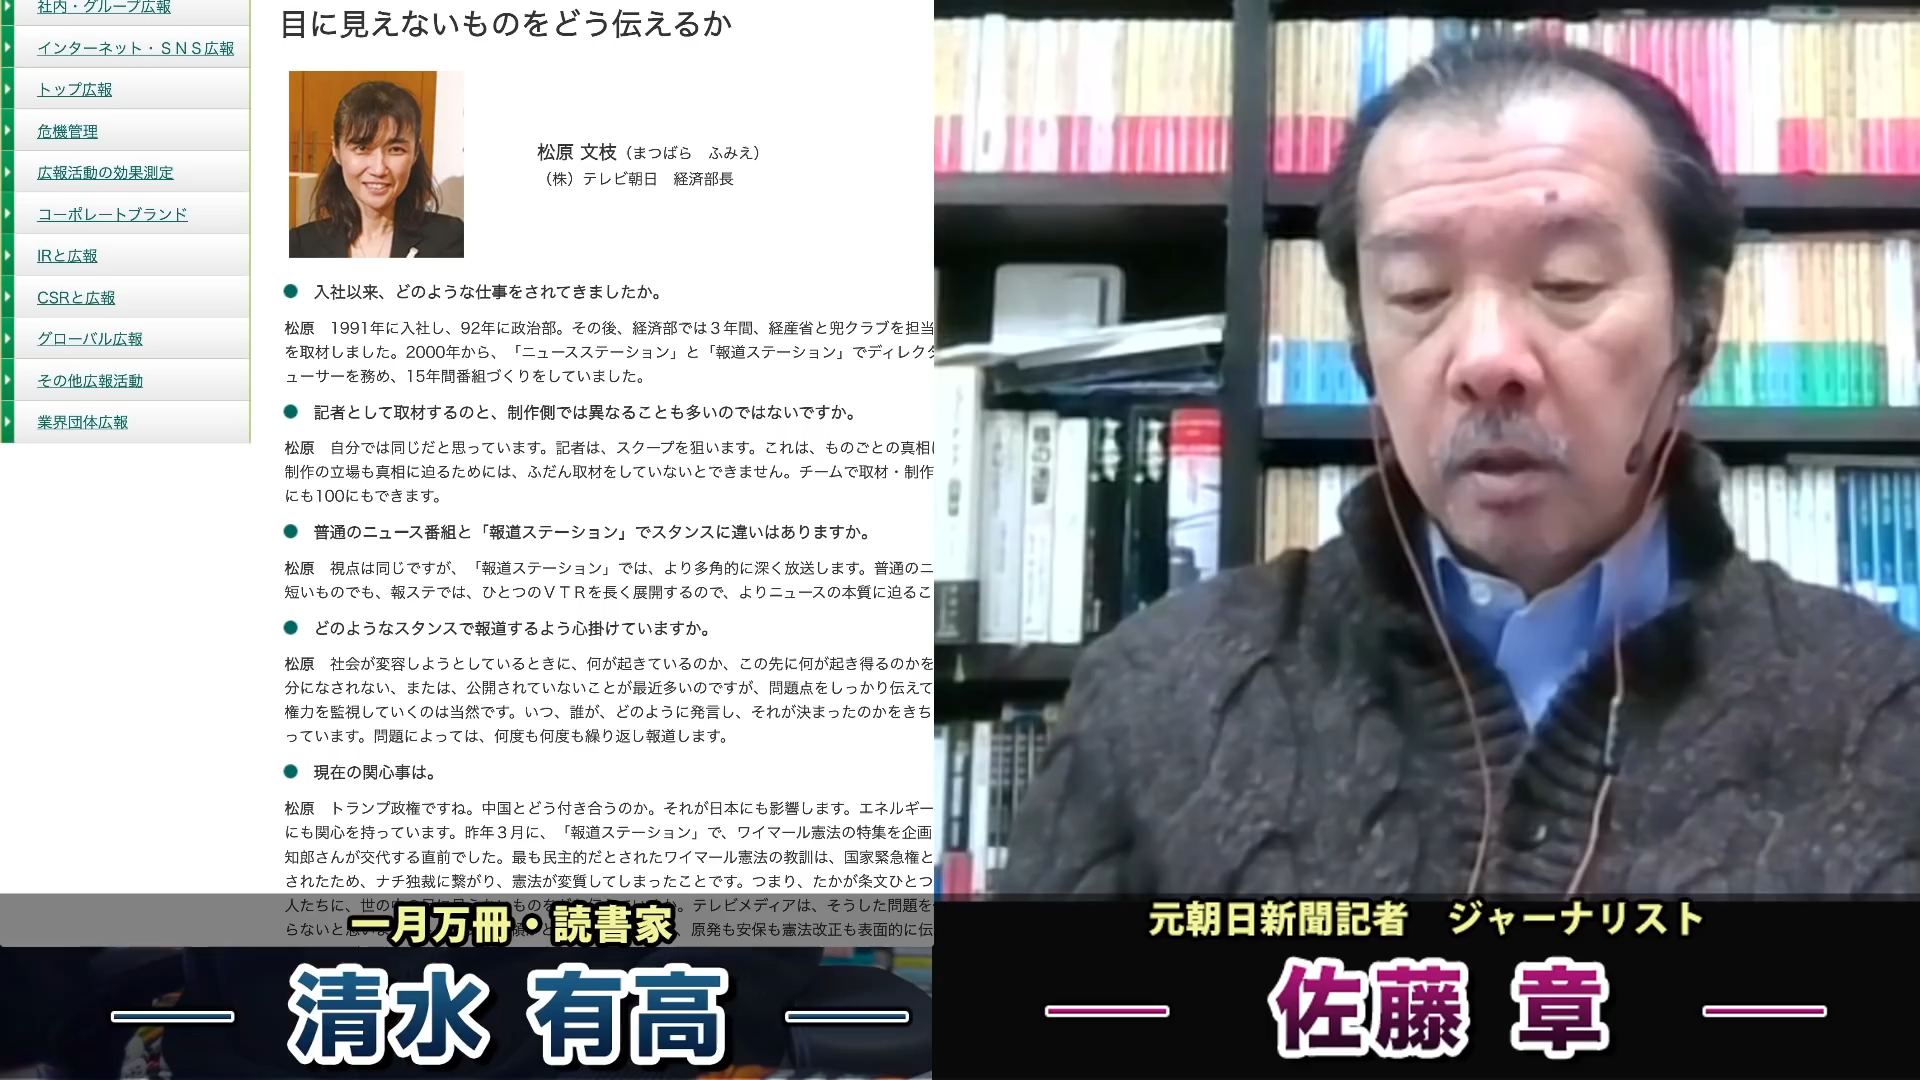 社内・グループ広報
インターネット・ＳＮＳ広報
トップ広報
危機管理
広報活動の効果測定
コーポレートブランド
IRと広報
CSRと広報
グローバル広報
その他広報活動
業界団体広報
目に見えないものをどう伝えるか
松原 文枝（まつばら　ふみえ）
（株）テレビ朝日　経済部長
● 入社以来、どのような仕事をされてきましたか。
松原　1991年に入社し、92年に政治部。その後、経済部では３年間、経産省と兜クラブを担当
を取材しました。2000年から、「ニュースステーション」と「報道ステーション」でディレクタ
ューサーを務め、15年間番組づくりをしていました。
● 記者として取材するのと、制作側では異なることも多いのではないですか。
松原　自分では同じだと思っています。記者は、スクープを狙います。これは、ものごとの真相に
制作の立場も真相に迫るためには、ふだん取材をしていないとできません。チームで取材・制作
にも100にもできます。
● 普通のニュース番組と「報道ステーション」でスタンスに違いはありますか。
松原　視点は同じですが、「報道ステーション」では、より多角的に深く放送します。普通のニ
短いものでも、報ステでは、ひとつのＶＴＲを長く展開するので、よりニュースの本質に迫るこ
● どのようなスタンスで報道するよう心掛けていますか。
松原　社会が変容しようとしているときに、何が起きているのか、この先に何が起き得るのかを
分になされない、または、公開されていないことが最近多いのですが、問題点をしっかり伝えて
権力を監視していくのは当然です。いつ、誰が、どのように発言し、それが決まったのかをきち
っています。問題によっては、何度も何度も繰り返し報道します。
● 現在の関心事は。
松原　トランプ政権ですね。中国とどう付き合うのか。それが日本にも影響します。エネルギー
にも関心を持っています。昨年３月に、「報道ステーション」で、ワイマール憲法の特集を企画
知郎さんが交代する直前でした。最も民主的だとされたワイマール憲法の教訓は、国家緊急権と
されたため、ナチ独裁に繋がり、憲法が変質してしまったことです。つまり、たかが条文ひとつ
人たちに、世の
テレビメディアは、そうした問題を
らないと思い
原発も安保も憲法改正も表面的に伝
一月万冊・読書家
清水 有高
元朝日新聞記者　ジャーナリスト
佐藤 章